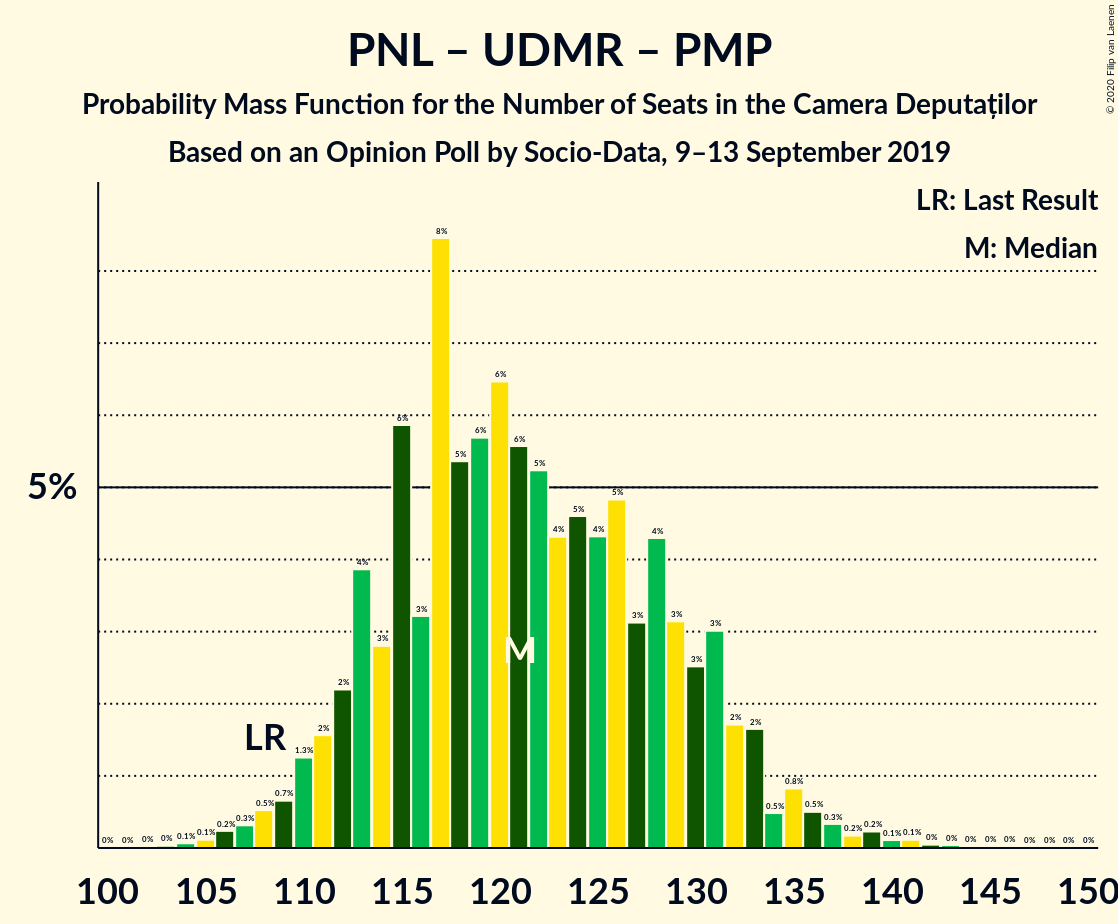 PNL – UDMR – PMP
Probability Mass Function for the Number of Seats in the Camera Deputaților
Based on an Opinion Poll by Socio-Data, 9–13 September 2019
© 2020 Filip van Laenen
LR: Last Result
M: Median
5%
0% 0% 0% 0% 0.1% 0.1% 0.2% 0.3% 0.5% 0.7% 1.3% 2% 2% 4% 3% 6% 3% 8% 5% 6% 6% 6% 5% 4% 5% 4% 5% 3% 4% 3% 3% 3% 2% 2% 0.5% 0.8% 0.5% 0.3% 0.2% 0.2% 0.1% 0.1% 0% 0% 0% 0% 0% 0% 0% 0% 0%
LR
M
100 105 110 115 120 125 130 135 140 145 150